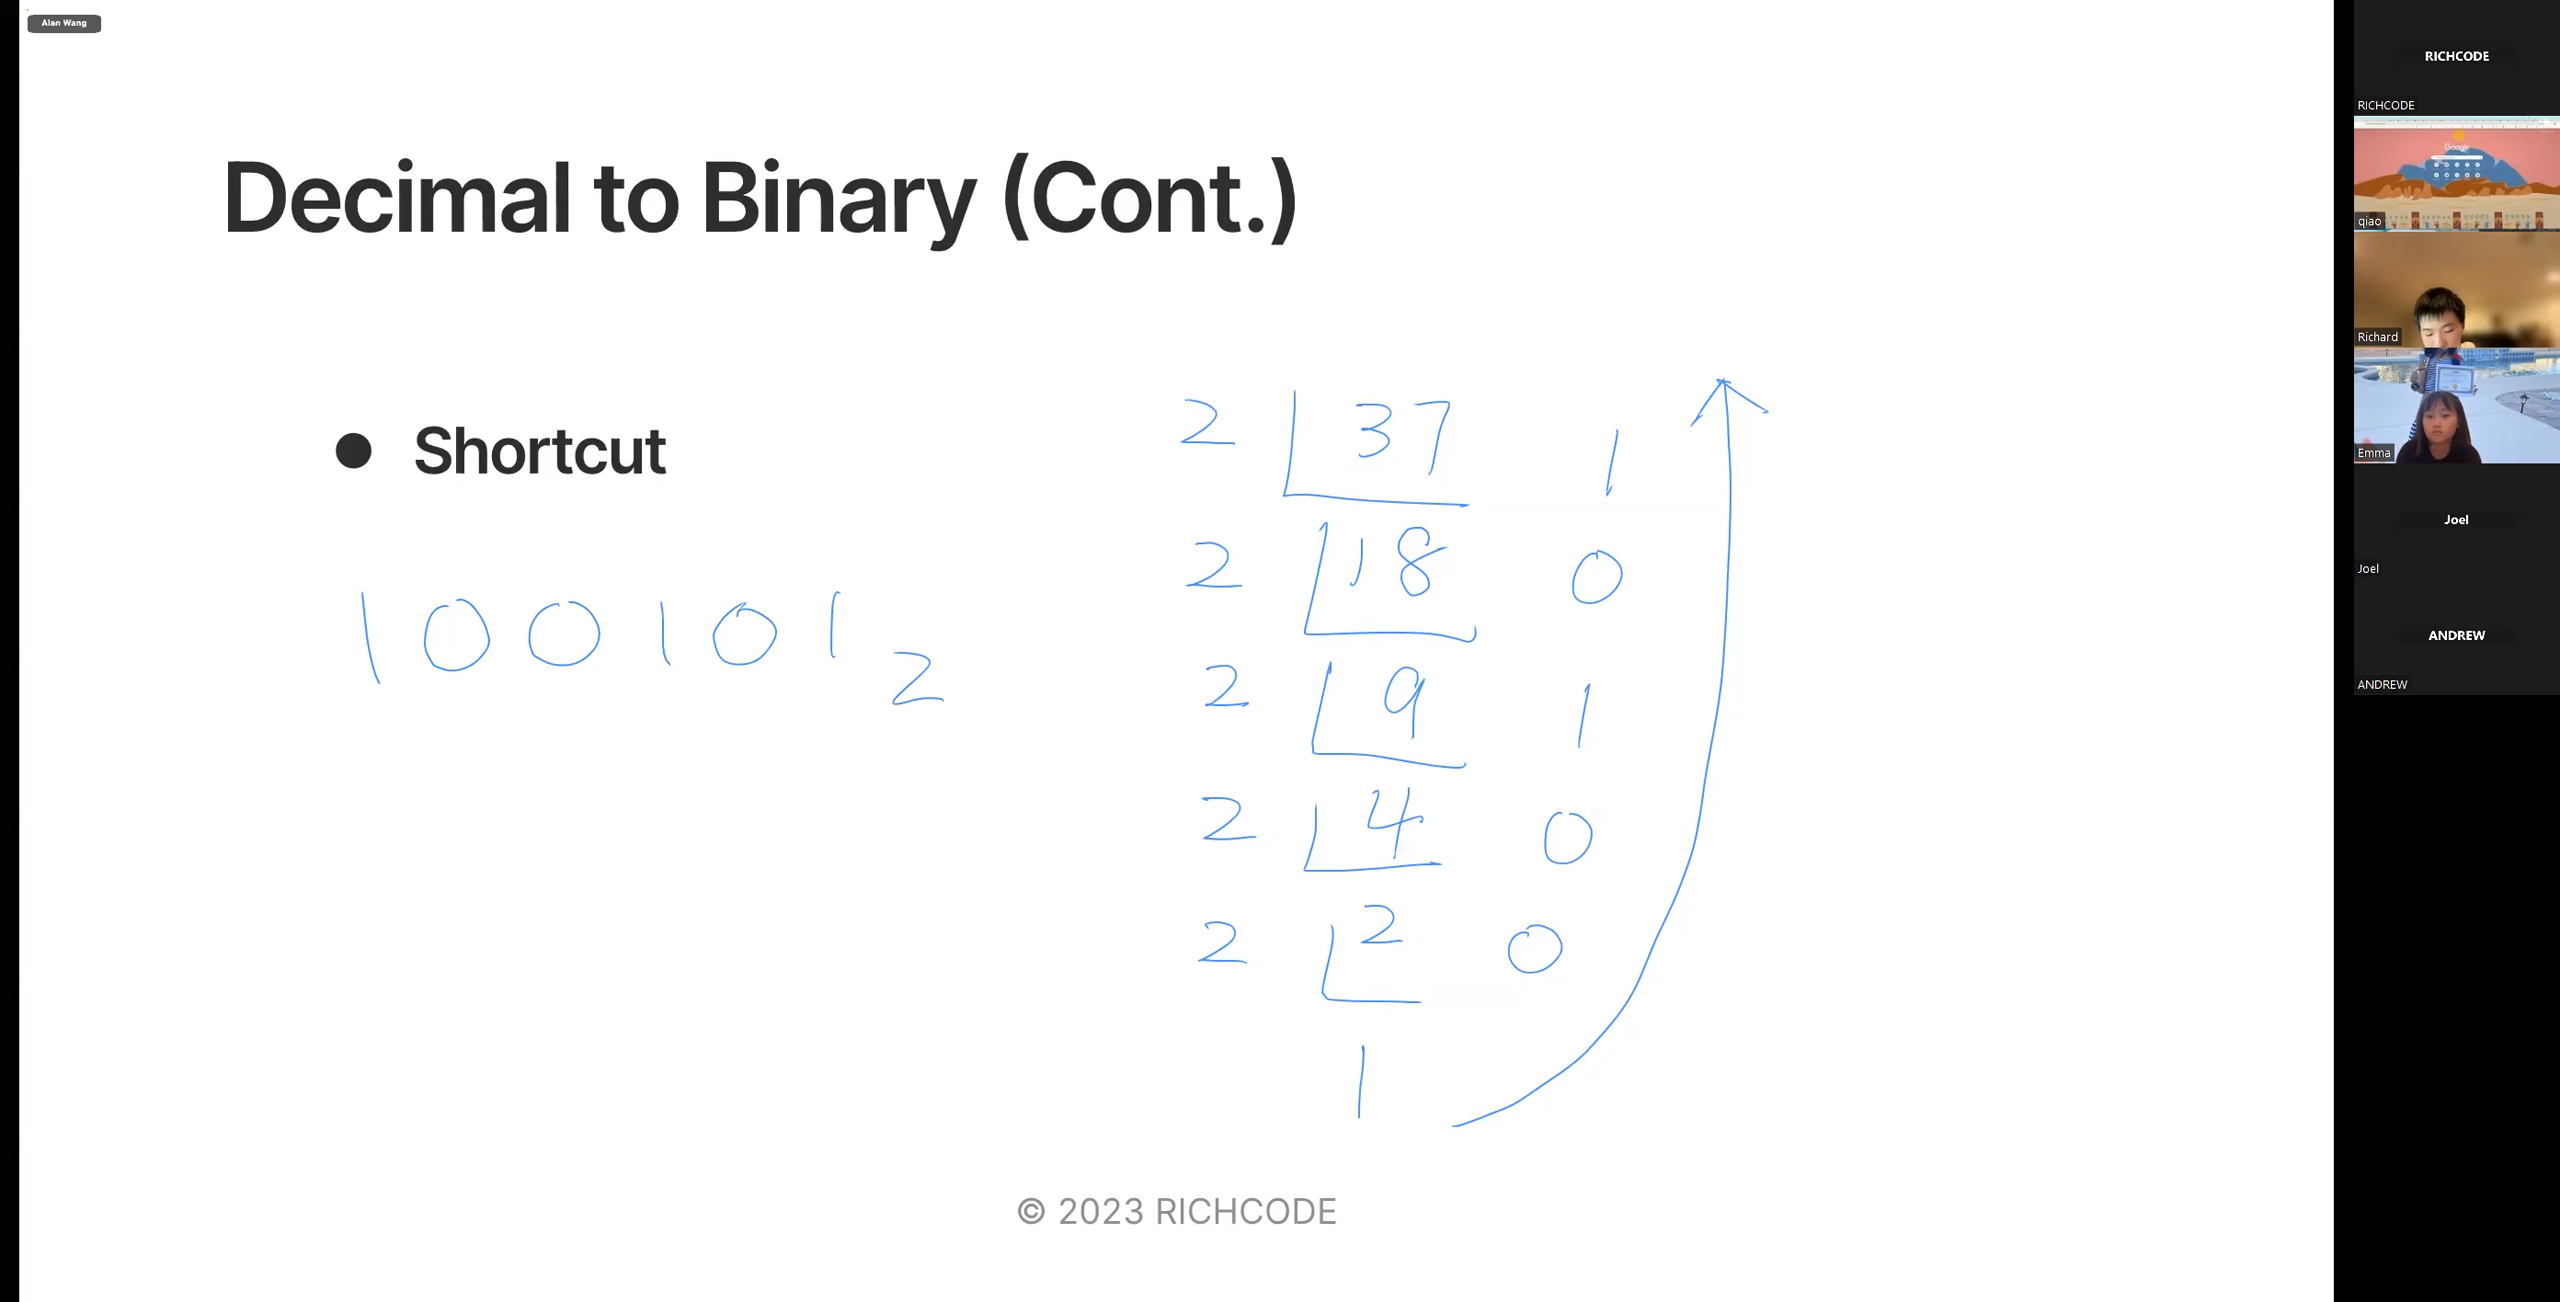 Alan Wang
Decimal to Binary (Cont.)
Shortcut
100101 2
2 37 1
2 18 0
2 9 1
2 4 0
2 2 0
1
© 2023 RICHCODE
RICHCODE
RICHCODE
Google
qiao
Richard
Emma
Joel
Joel
ANDREW
ANDREW